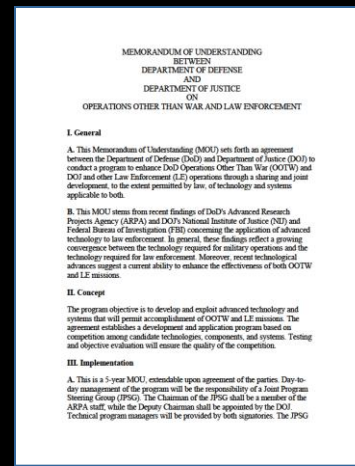 MEMORANDUM OF UNDERSTANDING
BETWEEN
DEPARTMENT OF DEFENSE
AND
DEPARTMENT OF JUSTICE
ON
OPERATIONS OTHER THAN WAR AND LAW ENFORCEMENT
I. General
A. This Memorandum of Understanding (MOU) sets forth an agreement
between the Department of Defense (DoD) and Department of Justice (DOJ) to
conduct a program to enhance DoD Operations Other Than War (OOTW) and
DOJ and other Law Enforcement (LE) operations through a sharing and joint
development, to the extent permitted by law, of technology and systems
applicable to both.
B. This MOU stems from recent findings of DoD's Advanced Research
Projects Agency (ARPA) and DOJ's National Institute of Justice (NIJ) and
Federal Bureau of Investigation (FBI) concerning the application of advanced
technology to law enforcement. In general, these findings reflect a growing
convergence between the technology required for military operations and the
technology required for law enforcement. Moreover, recent technological
advances suggest a current ability to enhance the effectiveness of both OOTW
and LE missions.
II. Concept
The program objective is to develop and exploit advanced technology and
systems that will permit accomplishment of OOTW and LE missions. The
agreement establishes a development and application program based on
competition among candidate technologies, components, and systems. Testing
and objective evaluation will ensure the quality of the competition.
III. Implementation
A. This is a 5-year MOU, extendable upon agreement of the parties. Day-to-
day management of the program will be the responsibility of a Joint Program
Steering Group (JPSG). The Chairman of the JPSG shall be a member of the
ARPA staff, while the Deputy Chairman shall be appointed by the DOJ.
Technical program managers will be provided by both signatories. The JPSG